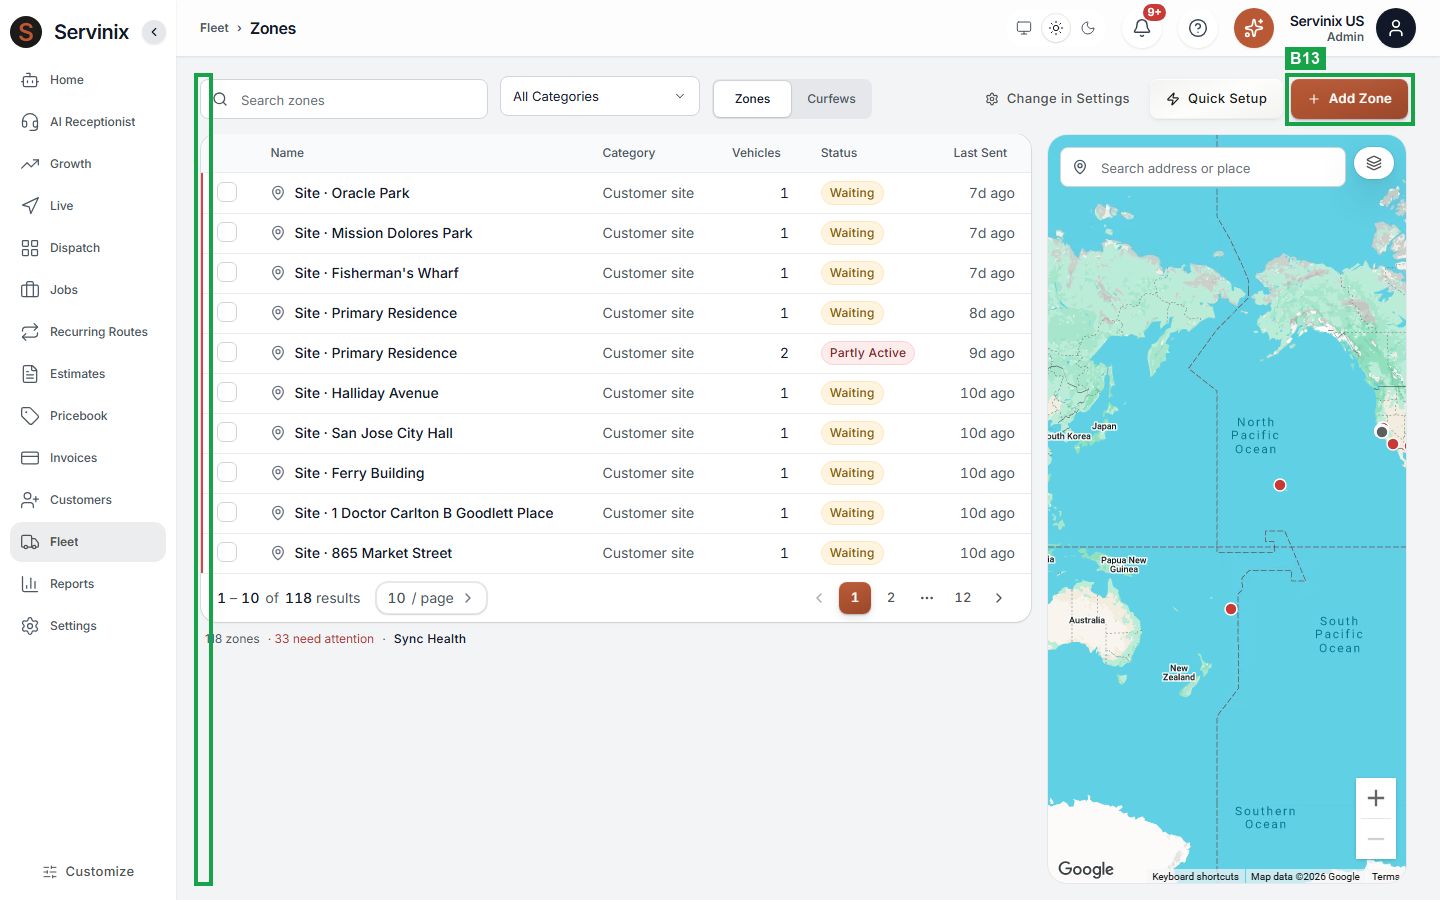 Servinix
Fleet › Zones
9+
Servinix US
Admin
B13
Home
AI Receptionist
Growth
Live
Dispatch
Jobs
Recurring Routes
Estimates
Pricebook
Invoices
Customers
Fleet
Reports
Settings
Customize
Search zones
All Categories
Zones
Curfews
Change in Settings
Quick Setup
+ Add Zone
Name Category Vehicles Status Last Sent
Site · Oracle Park Customer site 1 Waiting 7d ago
Site · Mission Dolores Park Customer site 1 Waiting 7d ago
Site · Fisherman's Wharf Customer site 1 Waiting 7d ago
Site · Primary Residence Customer site 1 Waiting 8d ago
Site · Primary Residence Customer site 2 Partly Active 9d ago
Site · Halliday Avenue Customer site 1 Waiting 10d ago
Site · San Jose City Hall Customer site 1 Waiting 10d ago
Site · Ferry Building Customer site 1 Waiting 10d ago
Site · 1 Doctor Carlton B Goodlett Place Customer site 1 Waiting 10d ago
Site · 865 Market Street Customer site 1 Waiting 10d ago
1 – 10 of 118 results 10 / page 1 2 ··· 12
118 zones · 33 need attention · Sync Health
Search address or place
outh Korea
Japan
North
Pacific
Ocean
ia
Papua New
Guinea
Australia
New
Zealand
South
Pacific
Ocean
Southern
Ocean
+
−
Google
Keyboard shortcuts Map data ©2026 Google Terms